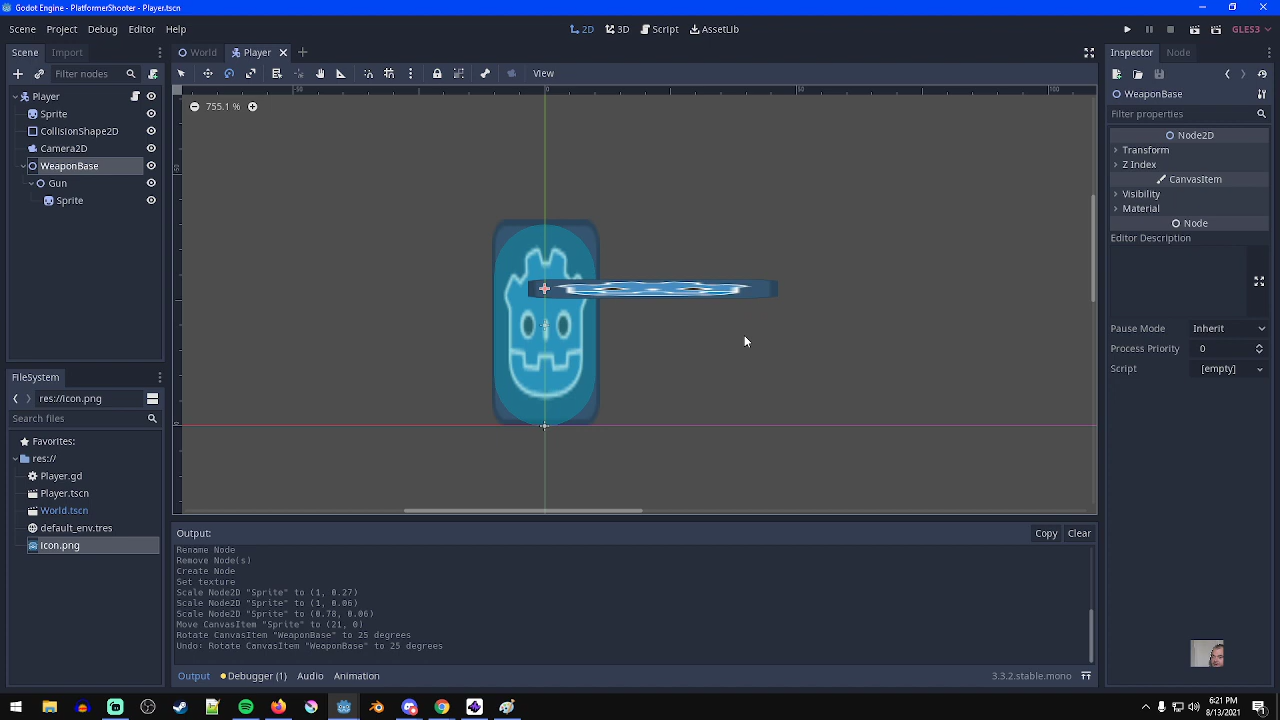 Godot Engine - PlatformerShooter - Player.tscn
Scene Project Debug Editor Help
2D 3D Script AssetLib
GLES3
Scene Import
World Player
Inspector Node
Filter nodes
View
Player
Sprite
CollisionShape2D
Camera2D
WeaponBase
Gun
Sprite
755.1 %
-50 0 50 100
WeaponBase
Filter properties
Node2D
Transform
Z Index
CanvasItem
Visibility
Material
Node
Editor Description
Pause Mode Inherit
Process Priority 0
Script [empty]
FileSystem
res://icon.png
Search files
Favorites:
res://
Player.gd
Player.tscn
World.tscn
default_env.tres
icon.png
Output:
Copy Clear
Rename Node
Remove Node(s)
Create Node
Set texture
Scale Node2D "Sprite" to (1, 0.27)
Scale Node2D "Sprite" to (1, 0.06)
Scale Node2D "Sprite" to (0.78, 0.06)
Move CanvasItem "Sprite" to (21, 0)
Rotate CanvasItem "WeaponBase" to 25 degrees
Undo: Rotate CanvasItem "WeaponBase" to 25 degrees
Output Debugger (1) Audio Animation
3.3.2.stable.mono
6:21 PM
8/13/2021